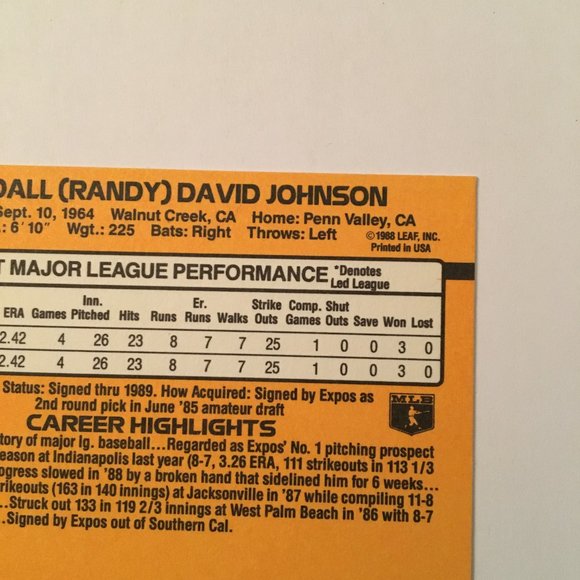 DALL (RANDY) DAVID JOHNSON
Sept. 10, 1964 Walnut Creek, CA Home: Penn Valley, CA
.: 6' 10" Wgt.: 225 Bats: Right Throws: Left ©1988 LEAF, INC.
Printed in USA
T MAJOR LEAGUE PERFORMANCE *Denotes
Led League
ERA Games Inn. Pitched Hits Runs Er. Runs Walks Strike Outs Comp. Games Shut Outs Save Won Lost
2.42 4 26 23 8 7 7 25 1 0 0 3 0
2.42 4 26 23 8 7 7 25 1 0 0 3 0
Status: Signed thru 1989. How Acquired: Signed by Expos as
2nd round pick in June '85 amateur draft
MLB
CAREER HIGHLIGHTS
tory of major lg. baseball...Regarded as Expos' No. 1 pitching prospect
eason at Indianapolis last year (8-7, 3.26 ERA, 111 strikeouts in 113 1/3
ogress slowed in '88 by a broken hand that sidelined him for 6 weeks...
rikeouts (163 in 140 innings) at Jacksonville in '87 while compiling 11-8
...Struck out 133 in 119 2/3 innings at West Palm Beach in '86 with 8-7
...Signed by Expos out of Southern Cal.